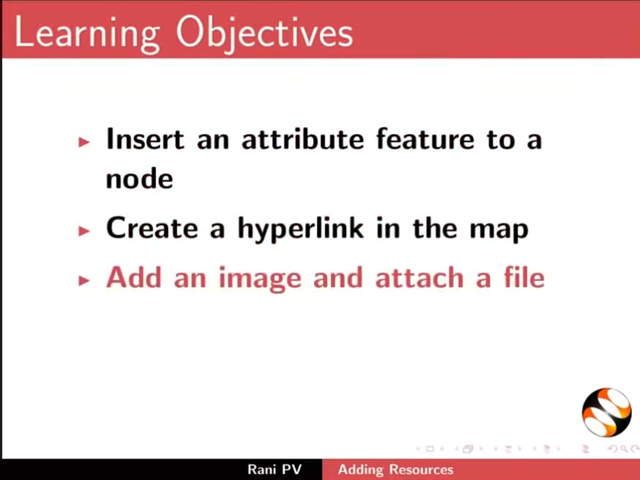 Learning Objectives
Insert an attribute feature to a
node
Create a hyperlink in the map
Add an image and attach a file
Rani PV
Adding Resources